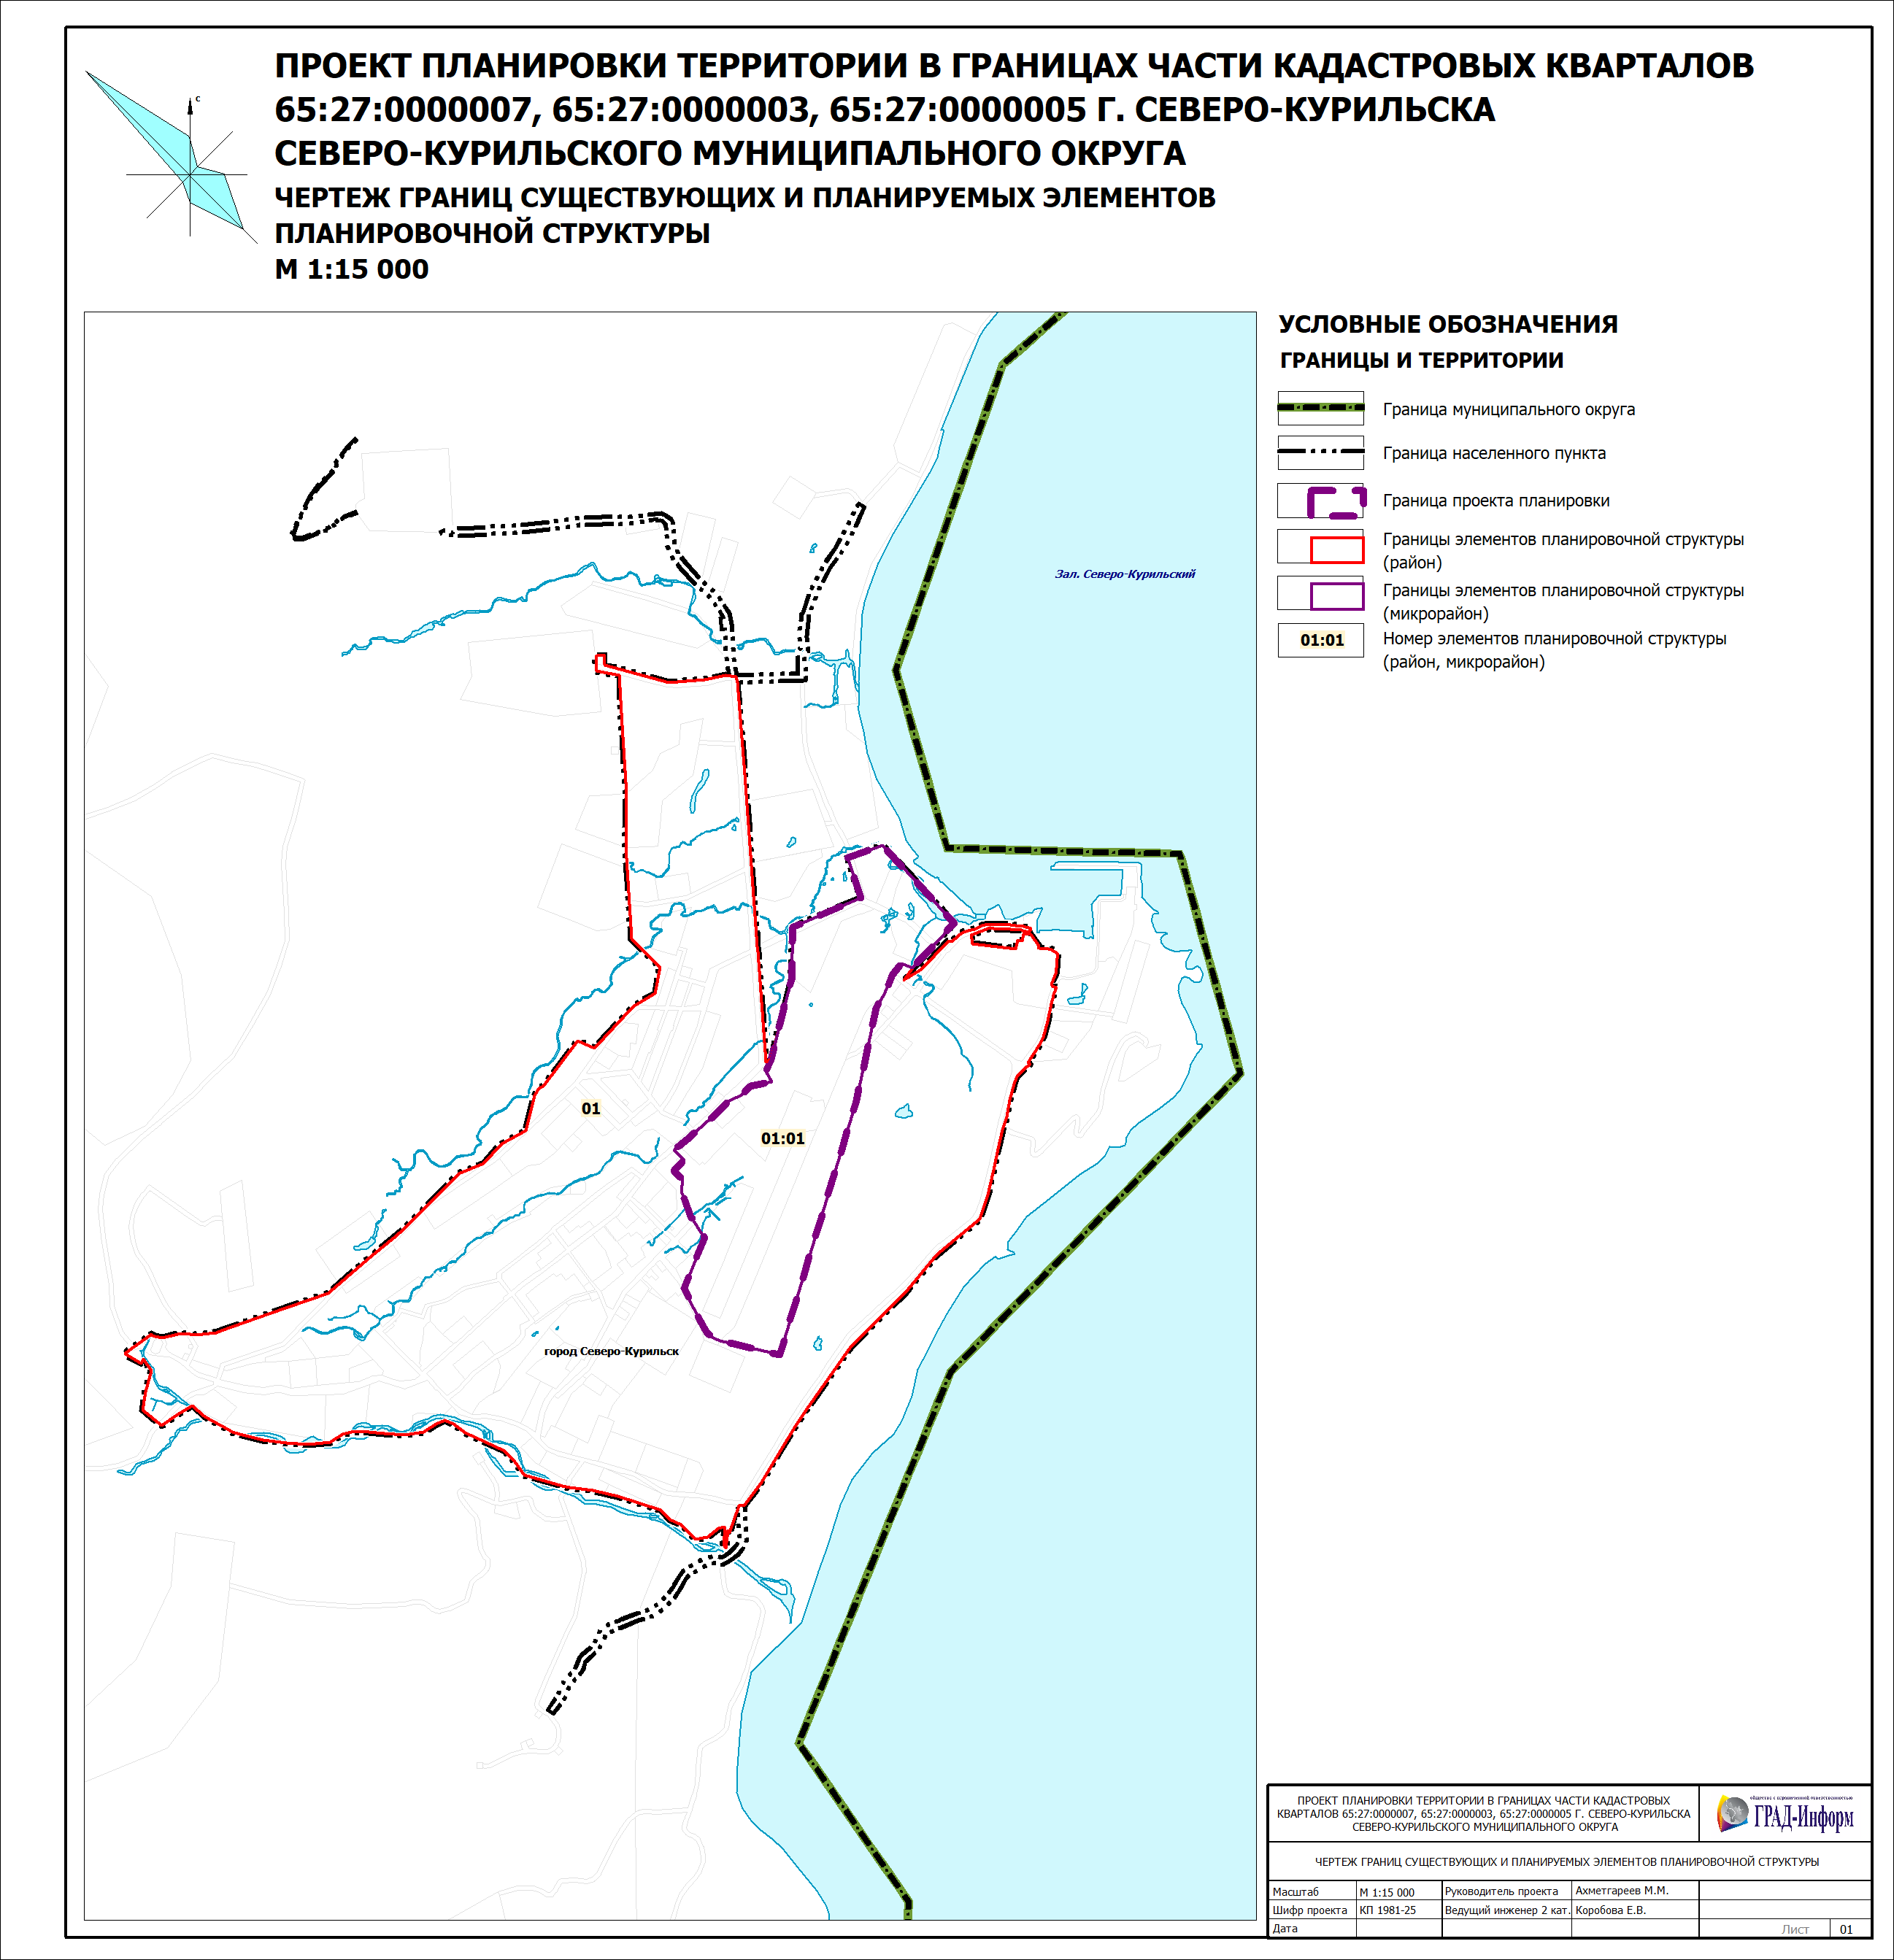 ПРОЕКТ ПЛАНИРОВКИ ТЕРРИТОРИИ В ГРАНИЦАХ ЧАСТИ КАДАСТРОВЫХ КВАРТАЛОВ
65:27:0000007, 65:27:0000003, 65:27:0000005 Г. СЕВЕРО-КУРИЛЬСКА
СЕВЕРО-КУРИЛЬСКОГО МУНИЦИПАЛЬНОГО ОКРУГА
ЧЕРТЕЖ ГРАНИЦ СУЩЕСТВУЮЩИХ И ПЛАНИРУЕМЫХ ЭЛЕМЕНТОВ
ПЛАНИРОВОЧНОЙ СТРУКТУРЫ
М 1:15 000
с
Зал. Северо-Курильский
01
01:01
город Северо-Курильск
УСЛОВНЫЕ ОБОЗНАЧЕНИЯ
ГРАНИЦЫ И ТЕРРИТОРИИ
Граница муниципального округа
Граница населенного пункта
Граница проекта планировки
Границы элементов планировочной структуры
(район)
Границы элементов планировочной структуры
(микрорайон)
01:01 Номер элементов планировочной структуры
(район, микрорайон)
ПРОЕКТ ПЛАНИРОВКИ ТЕРРИТОРИИ В ГРАНИЦАХ ЧАСТИ КАДАСТРОВЫХ
КВАРТАЛОВ 65:27:0000007, 65:27:0000003, 65:27:0000005 Г. СЕВЕРО-КУРИЛЬСКА
СЕВЕРО-КУРИЛЬСКОГО МУНИЦИПАЛЬНОГО ОКРУГА
общество с ограниченной ответственностью
ГРАД-Информ
ЧЕРТЕЖ ГРАНИЦ СУЩЕСТВУЮЩИХ И ПЛАНИРУЕМЫХ ЭЛЕМЕНТОВ ПЛАНИРОВОЧНОЙ СТРУКТУРЫ
Масштаб М 1:15 000 Руководитель проекта Ахметгареев М.М.
Шифр проекта КП 1981-25 Ведущий инженер 2 кат. Коробова Е.В.
Дата Лист 01